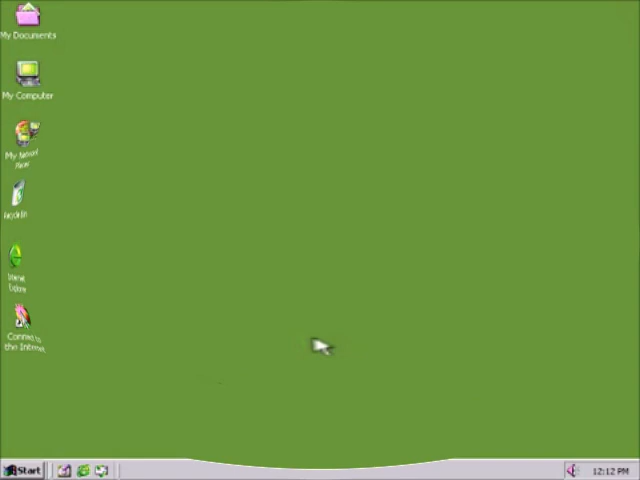 My Documents
My Computer
My Network
Places
Recycle Bin
Internet
Explorer
Connect to
the Internet
Start
12:12 PM